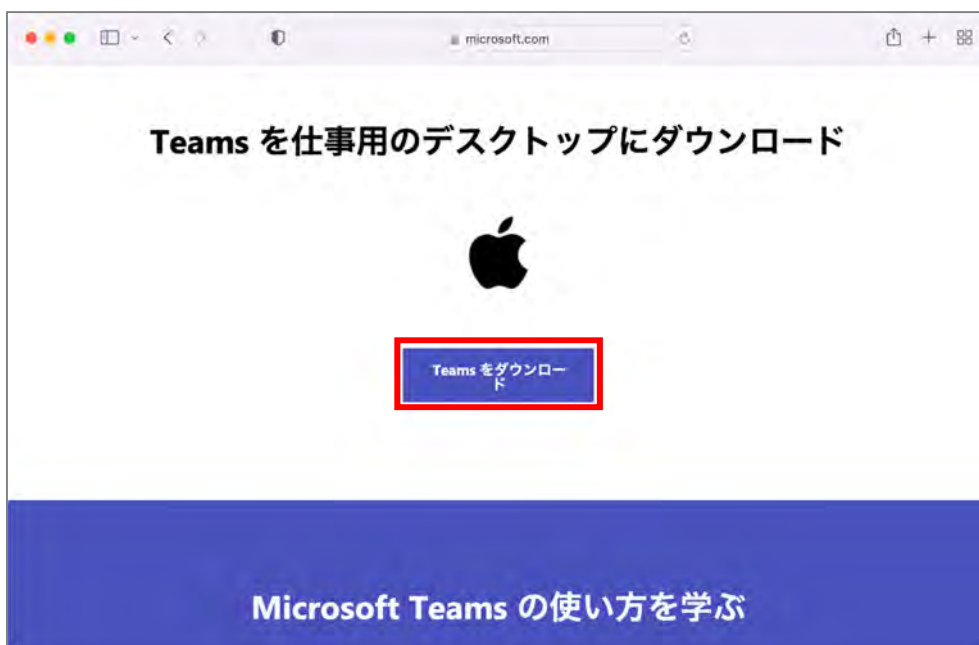 microsoft.com
Teams を仕事用のデスクトップにダウンロード
Teams をダウンロー
ド
Microsoft Teams の使い方を学ぶ